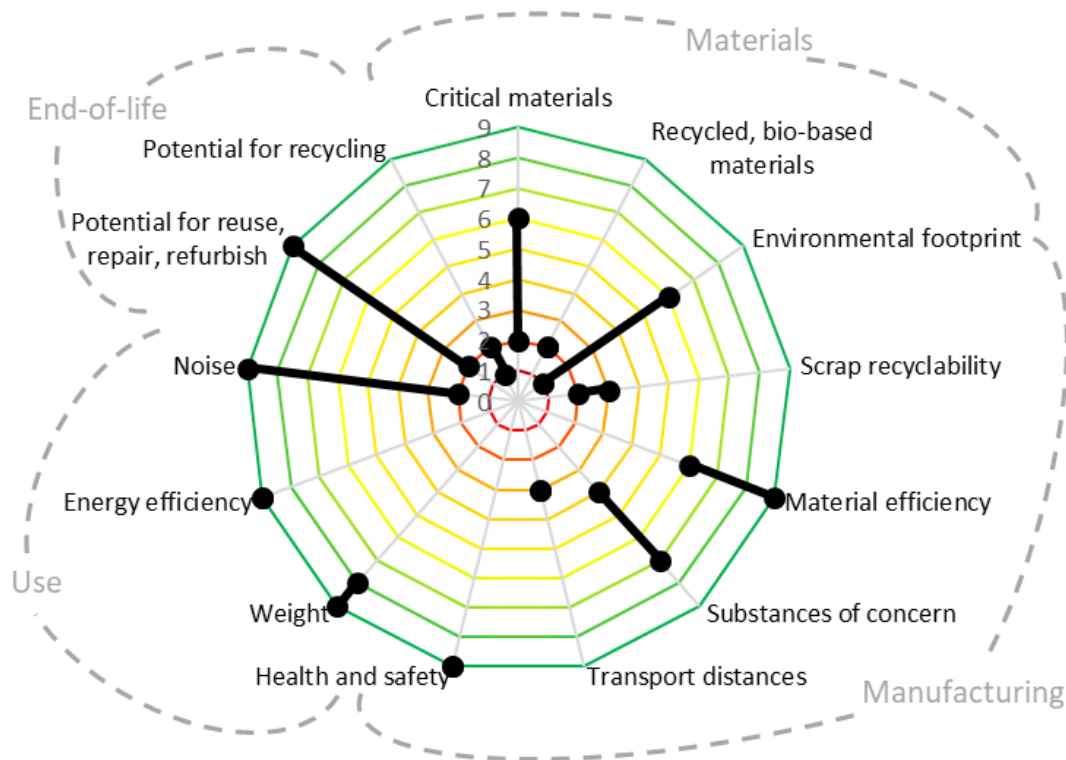 Materials
End-of-life
Critical materials
Recycled, bio-based
materials
Potential for recycling
Potential for reuse,
repair, refurbish
Environmental footprint
9
8
7
6
5
4
3
2
1
0
Noise
Scrap recyclability
Energy efficiency
Material efficiency
Use
Weight
Substances of concern
Health and safety
Transport distances
Manufacturing